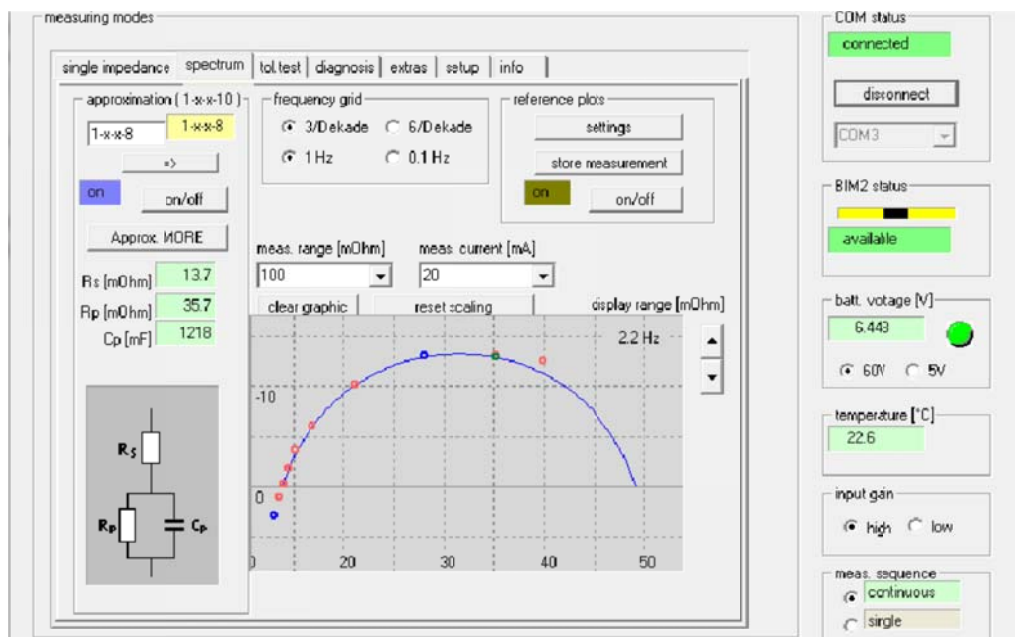 measuring modes
single impedance spectrum tol.test diagnosis extras setup info
approximation ( 1-x-x-10 )
1-x-x-8 1-x-x-8
=>
on on/off
Approx. MORE
Rs [mOhm] 13.7
Rp [mOhm] 35.7
Cp [mF] 1218
Rs
Rp Cp
frequency grid
3/Dekade 6/Dekade
1 Hz 0.1 Hz
reference plots
settings
store measurement
on on/off
meas. range [mOhm] meas. current [mA]
100 20
clear graphic reset scaling display range [mOhm]
2.2 Hz
-10
0
20 30 40 50
COM status
connected
disconnect
COM3
BIM2 status
available
batt. votage [V]
6.443
60V 5V
temperature [°C]
22.6
input gain
high low
meas. sequence
continuous
single